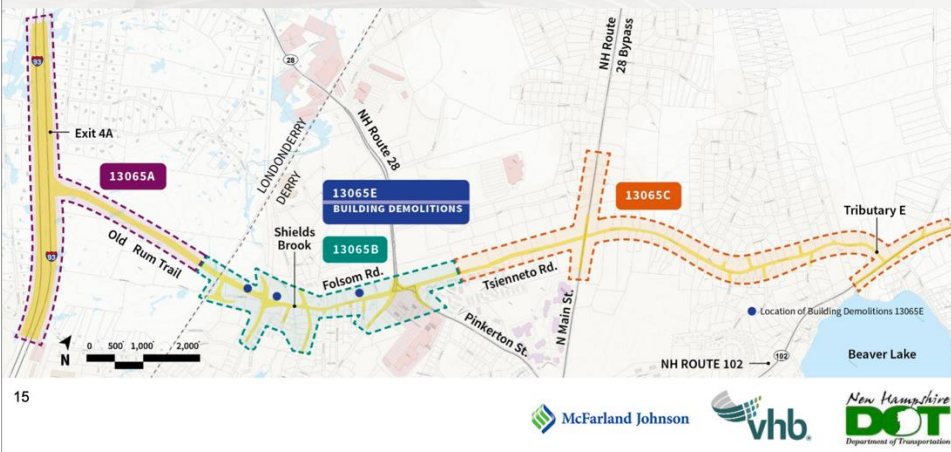 93
Exit 4A
13065A
Old Rum Trail
93
N
0 500 1,000 2,000
LONDONDERRY
DERRY
28
NH Route 28
13065E
BUILDING DEMOLITIONS
13065B
Shields
Brook
Folsom Rd.
Pinkerton St.
Tsienneto Rd.
N Main St.
NH Route
28 Bypass
13065C
Tributary E
Location of Building Demolitions 13065E
NH ROUTE 102
102
Beaver Lake
15
McFarland Johnson
vhb®
New Hampshire
DOT
Department of Transportation